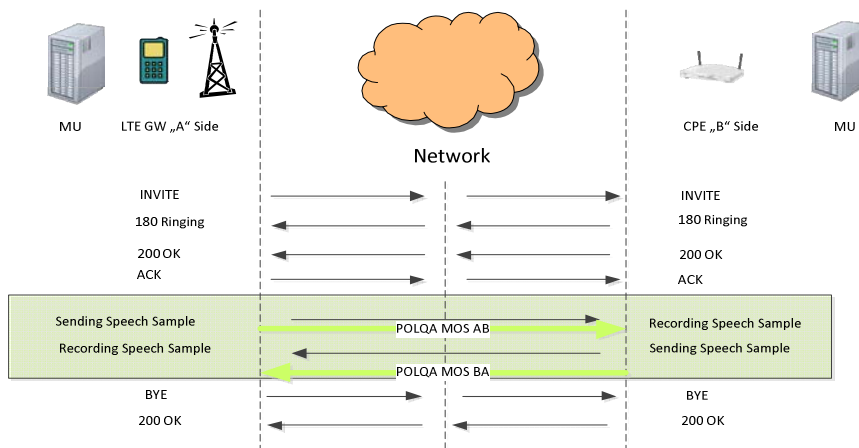 MU
LTE GW „A“ Side
CPE „B“ Side
MU
Network
INVITE
INVITE
180 Ringing
180 Ringing
200 OK
200 OK
ACK
ACK
Sending Speech Sample
POLQA MOS AB
Recording Speech Sample
Recording Speech Sample
Sending Speech Sample
POLQA MOS BA
BYE
BYE
200 OK
200 OK